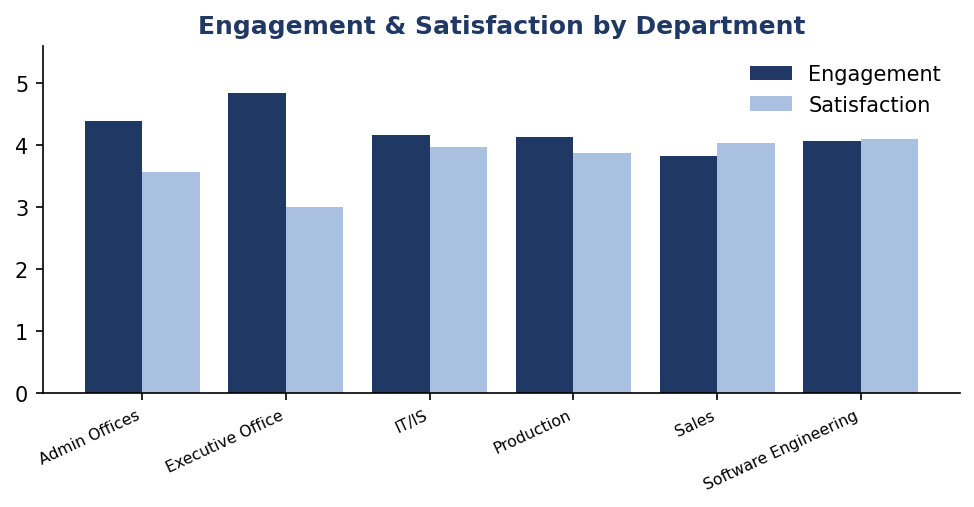 Engagement & Satisfaction by Department
Engagement
Satisfaction
5
4
3
2
1
0
Admin Offices
Executive Office
IT/IS
Production
Sales
Software Engineering